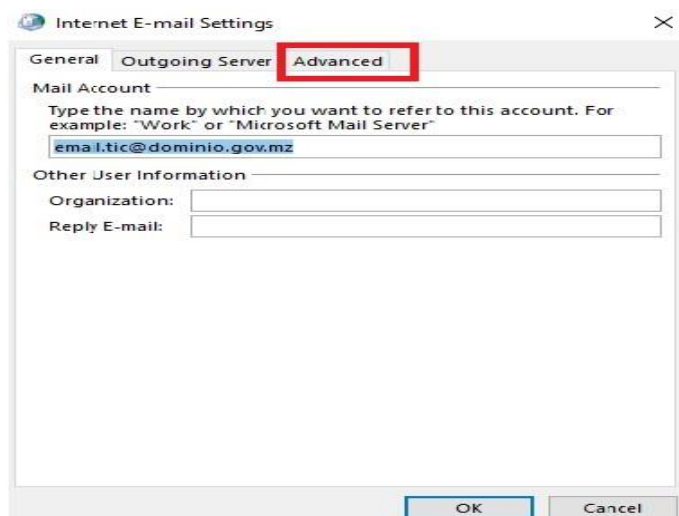 Internet E-mail Settings
General Outgoing Server Advanced
Mail Account
Type the name by which you want to refer to this account. For
example: "Work" or "Microsoft Mail Server"
email.tic@dominio.gov.mz
Other User Information
Organization:
Reply E-mail:
OK Cancel